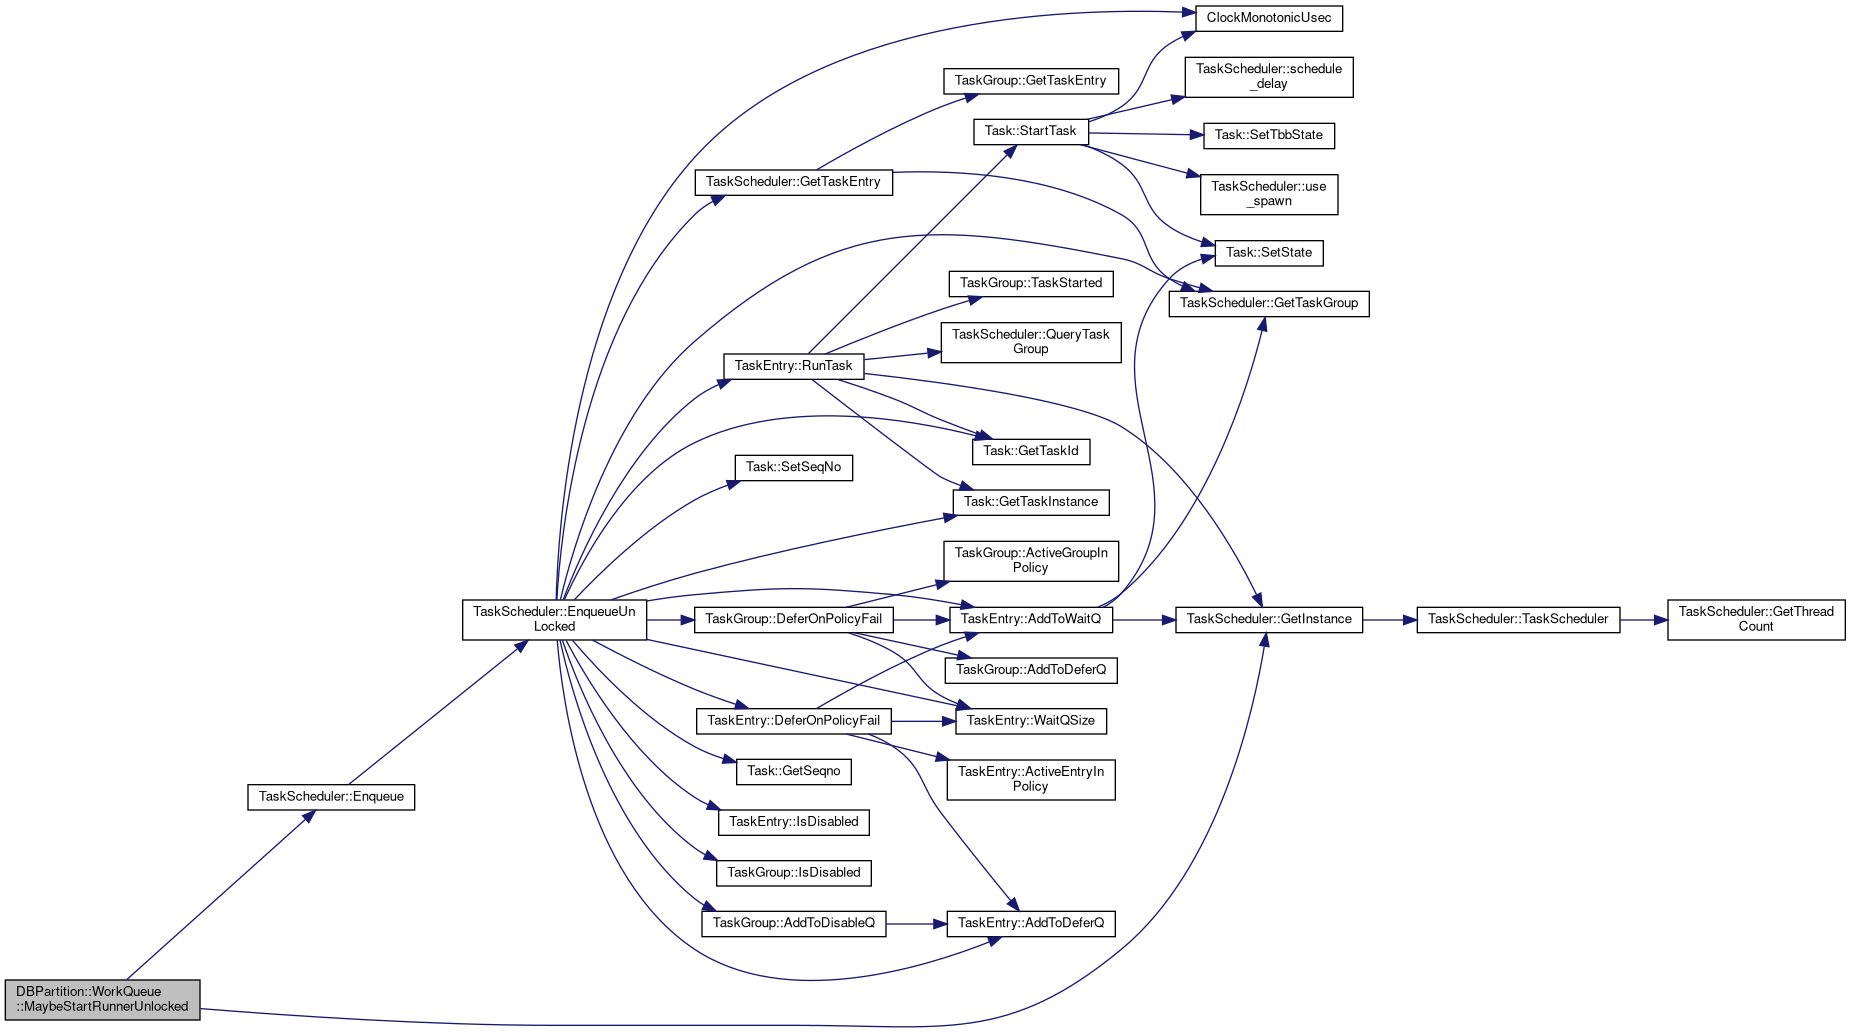 ClockMonotonicUsec
TaskScheduler::schedule
_delay
TaskGroup::GetTaskEntry
Task::StartTask
Task::SetTbbState
TaskScheduler::GetTaskEntry
TaskScheduler::use
_spawn
Task::SetState
TaskGroup::TaskStarted
TaskScheduler::GetTaskGroup
TaskScheduler::QueryTask
Group
TaskEntry::RunTask
Task::GetTaskId
Task::SetSeqNo
Task::GetTaskInstance
TaskGroup::ActiveGroupIn
Policy
TaskScheduler::EnqueueUn
Locked
TaskGroup::DeferOnPolicyFail
TaskEntry::AddToWaitQ
TaskScheduler::GetInstance
TaskScheduler::TaskScheduler
TaskScheduler::GetThread
Count
TaskGroup::AddToDeferQ
TaskEntry::DeferOnPolicyFail
TaskEntry::WaitQSize
Task::GetSeqno
TaskEntry::ActiveEntryIn
Policy
TaskScheduler::Enqueue
TaskEntry::IsDisabled
TaskGroup::IsDisabled
TaskGroup::AddToDisableQ
TaskEntry::AddToDeferQ
DBPartition::WorkQueue
::MaybeStartRunnerUnlocked